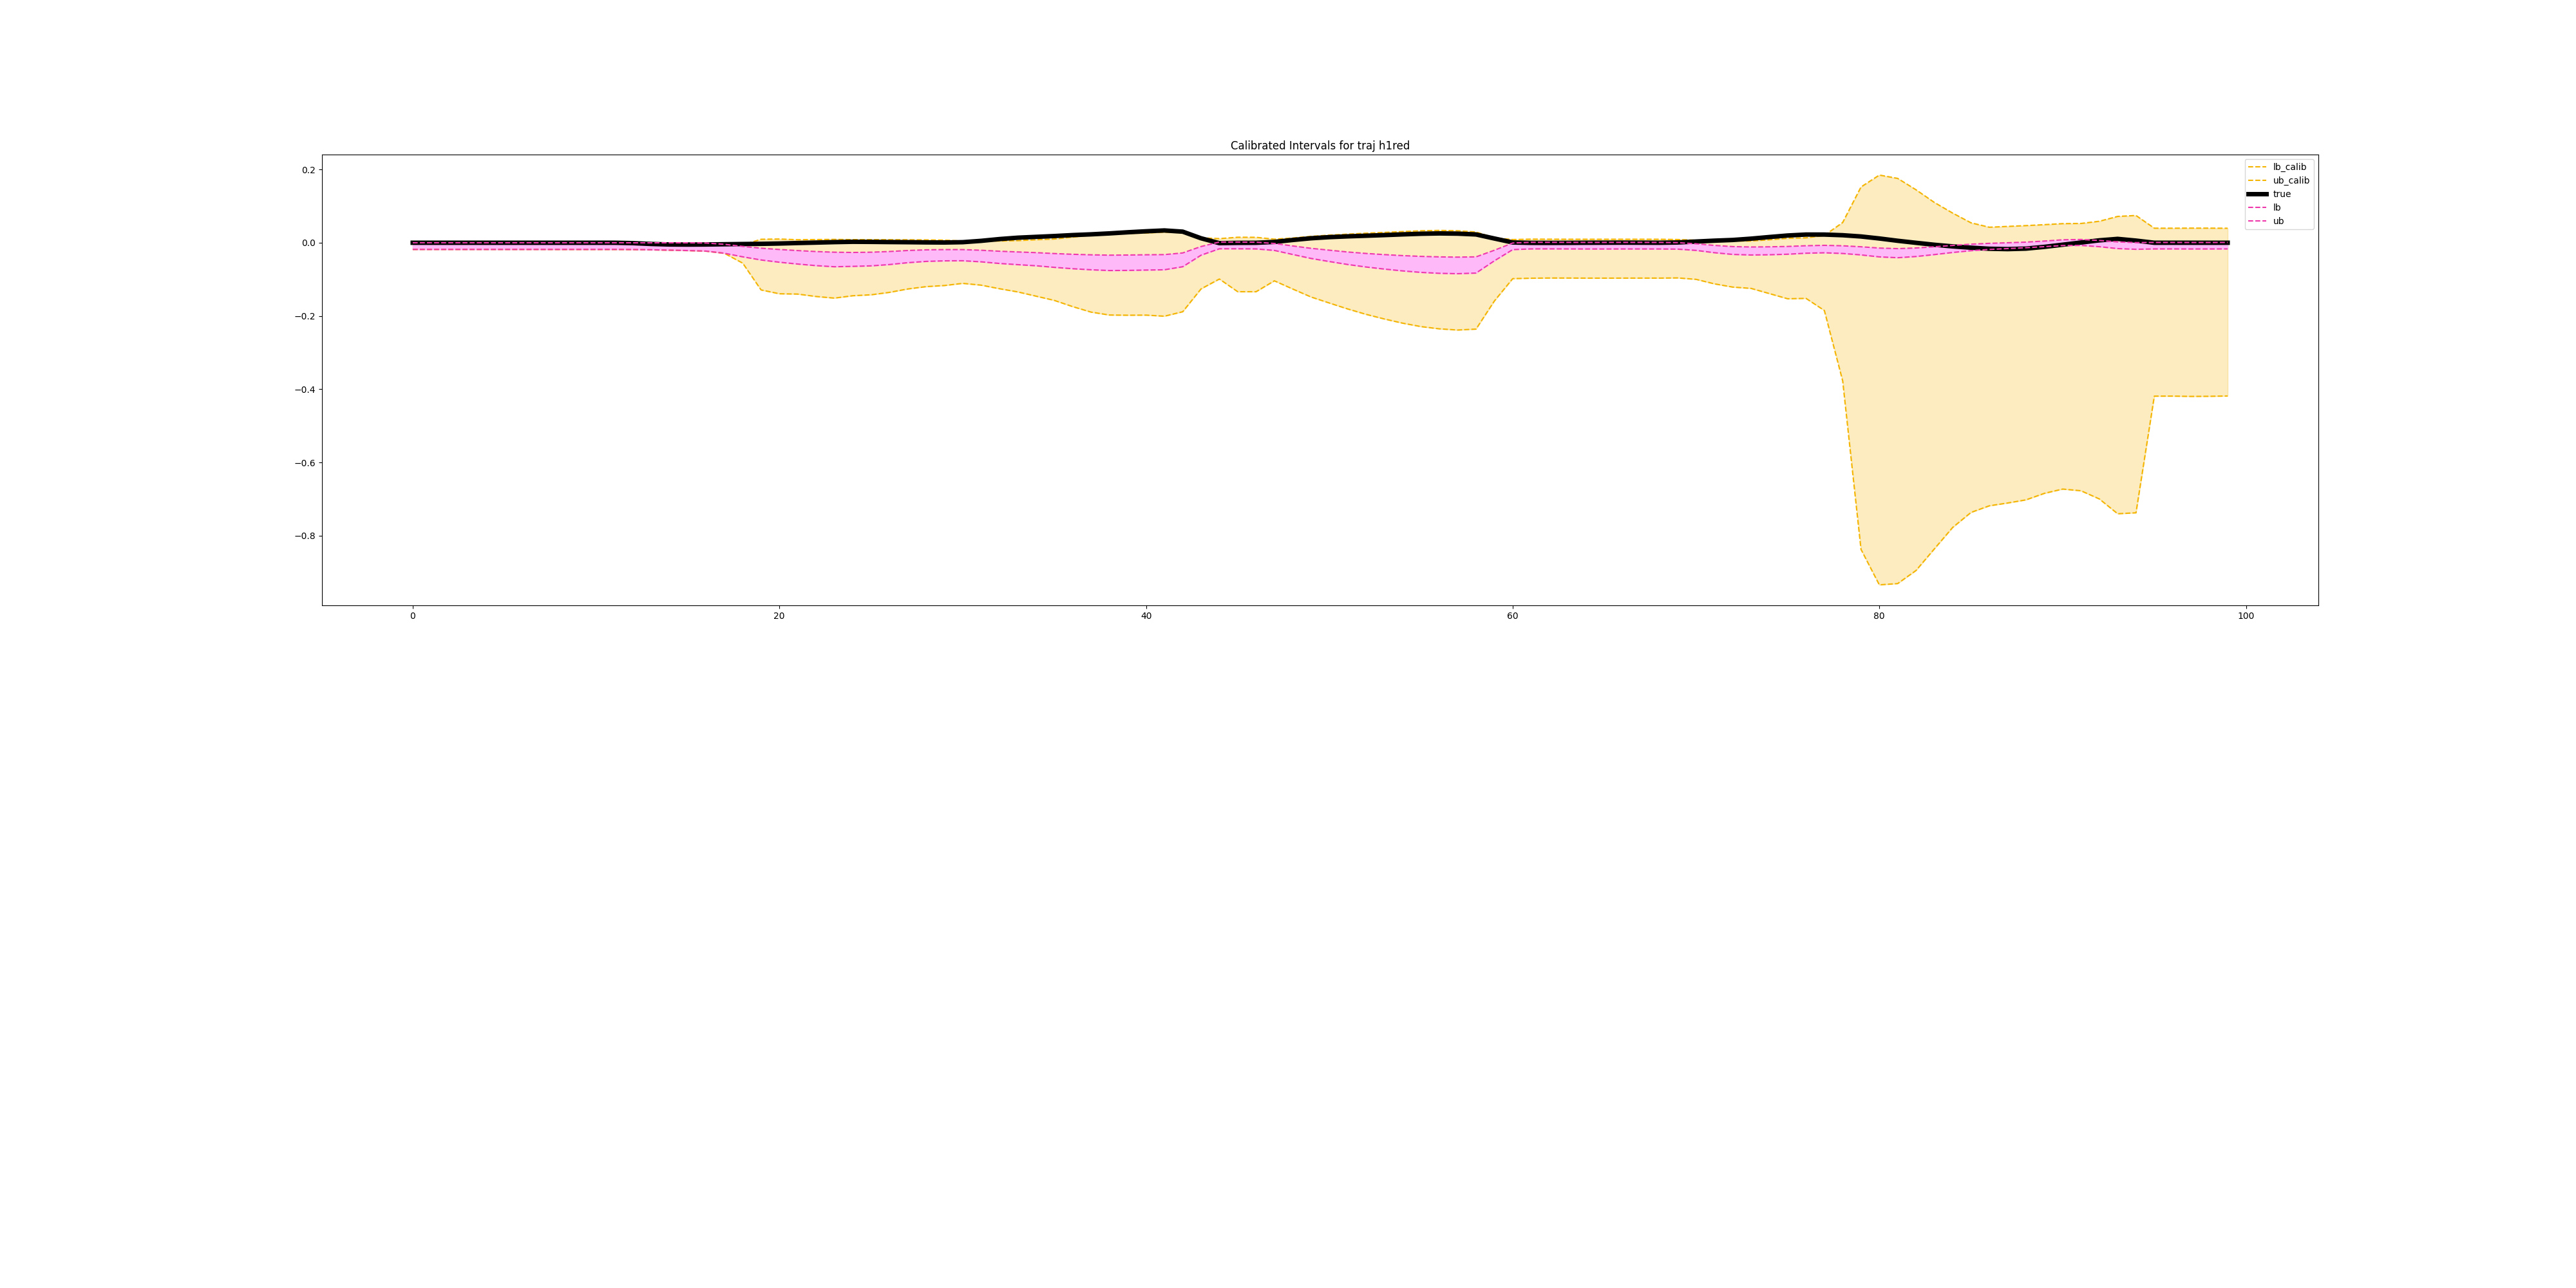 Calibrated Intervals for traj h1red
lb_calib
ub_calib
true
lb
ub
0.2
0.0
−0.2
−0.4
−0.6
−0.8
0 20 40 60 80 100